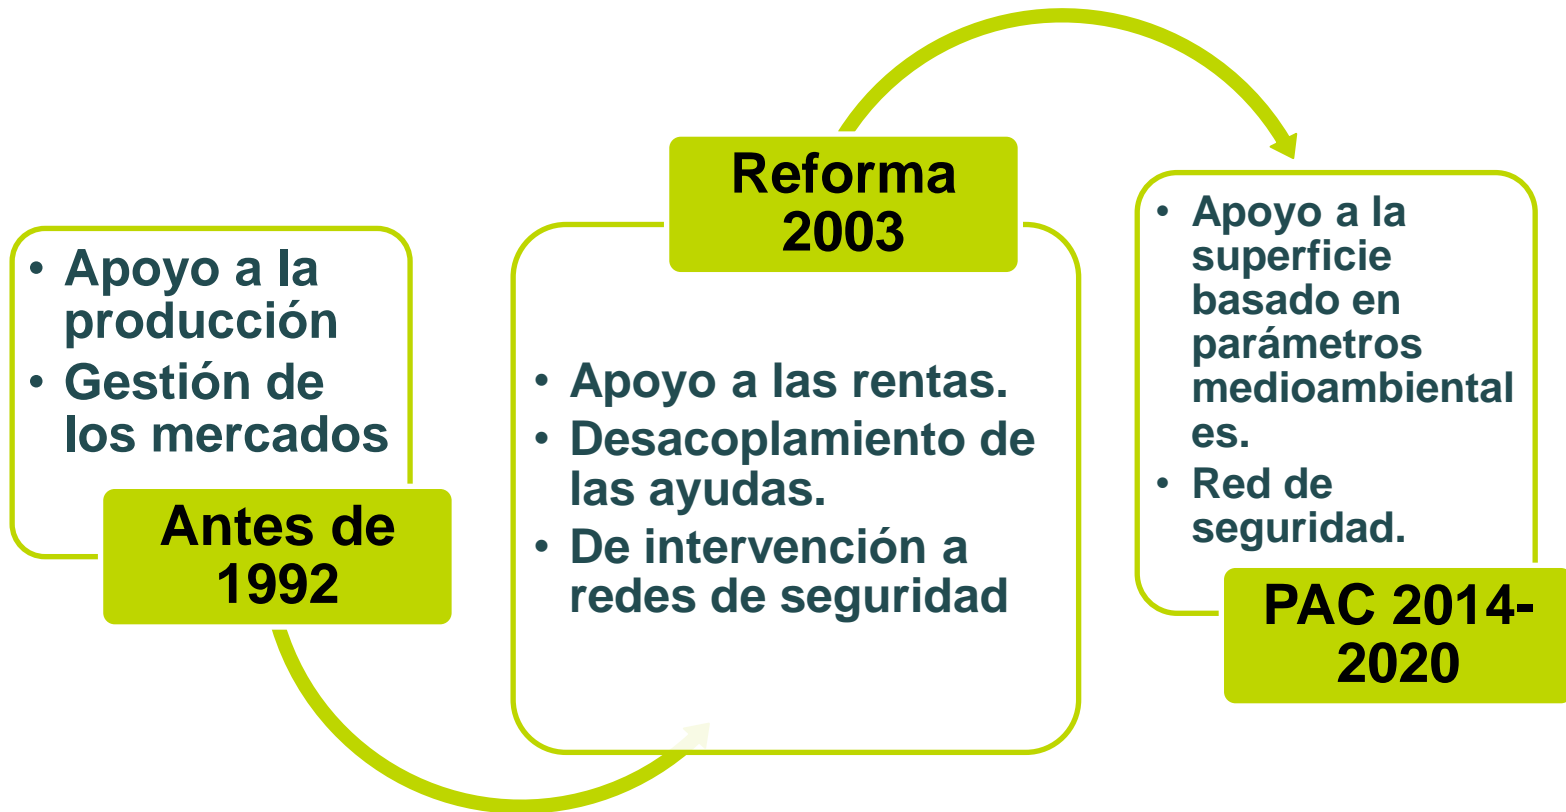 • Apoyo a la
producción
• Gestión de
los mercados
Antes de
1992
Reforma
2003
• Apoyo a las rentas.
• Desacoplamiento de
las ayudas.
• De intervención a
redes de seguridad
• Apoyo a la
superficie
basado en
parámetros
medioambiental
es.
• Red de
seguridad.
PAC 2014-
2020